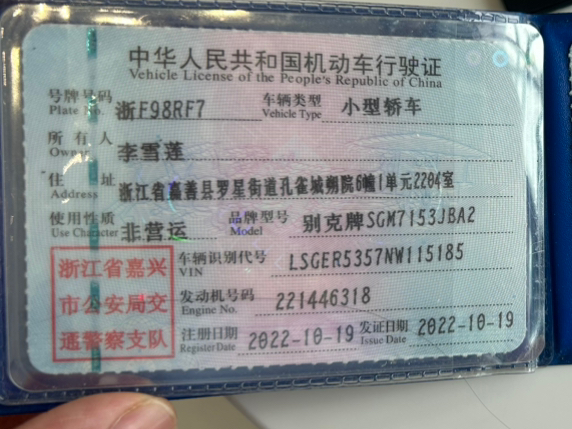 中华人民共和国机动车行驶证
Vehicle License of the People's Republic of China
号牌号码 浙F98RF7 车辆类型 小型轿车
Plate No. Vehicle Type
所有人 李雪莲
Owner
住址 浙江省嘉善县罗星街道孔雀城翙院6幢1单元2204室
Address
使用性质 非营运 品牌型号 别克牌SGM7153JBA2
Use Character Model
浙江省嘉兴
市公安局交
通警察支队
车辆识别代号 LSGER5357NW115185
VIN
发动机号码 221446318
Engine No.
注册日期 2022-10-19 发证日期 2022-10-19
Register Date Issue Date